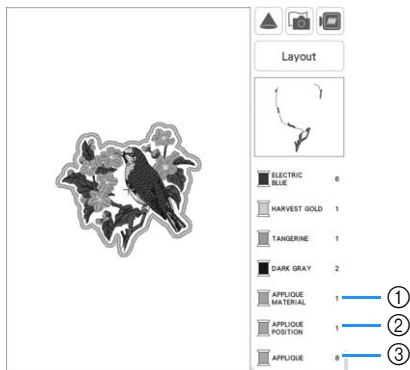 Layout
ELECTRIC
BLUE 6
HARVEST GOLD 1
TANGERINE 1
DARK GRAY 2
APPLIQUE
MATERIAL 1 ①
APPLIQUE
POSITION 1 ②
APPLIQUE 8 ③